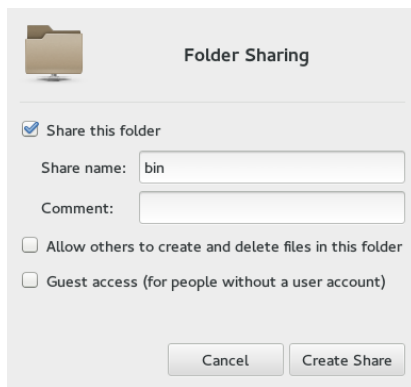 Folder Sharing
Share this folder
Share name: bin
Comment:
Allow others to create and delete files in this folder
Guest access (for people without a user account)
Cancel Create Share